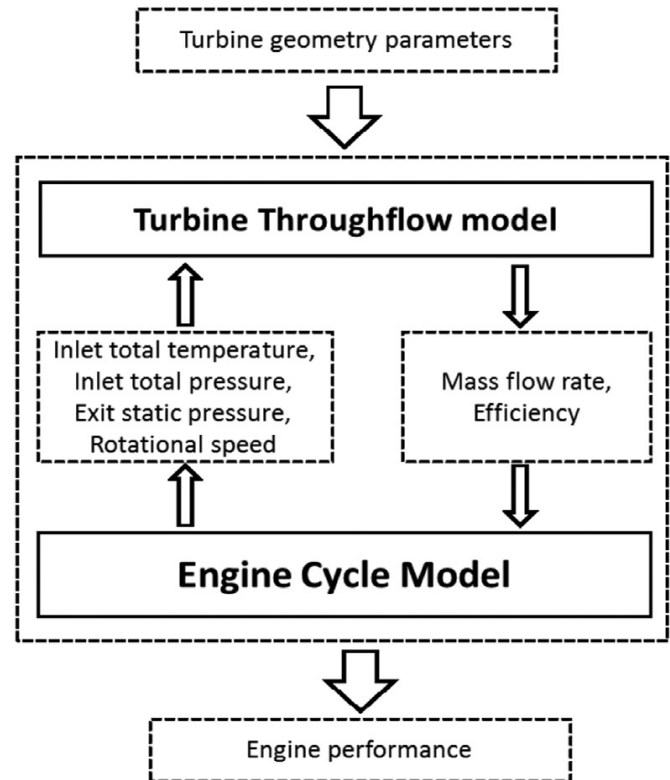 Turbine geometry parameters
Turbine Throughflow model
Inlet total temperature,
Inlet total pressure,
Exit static pressure,
Rotational speed
Mass flow rate,
Efficiency
Engine Cycle Model
Engine performance